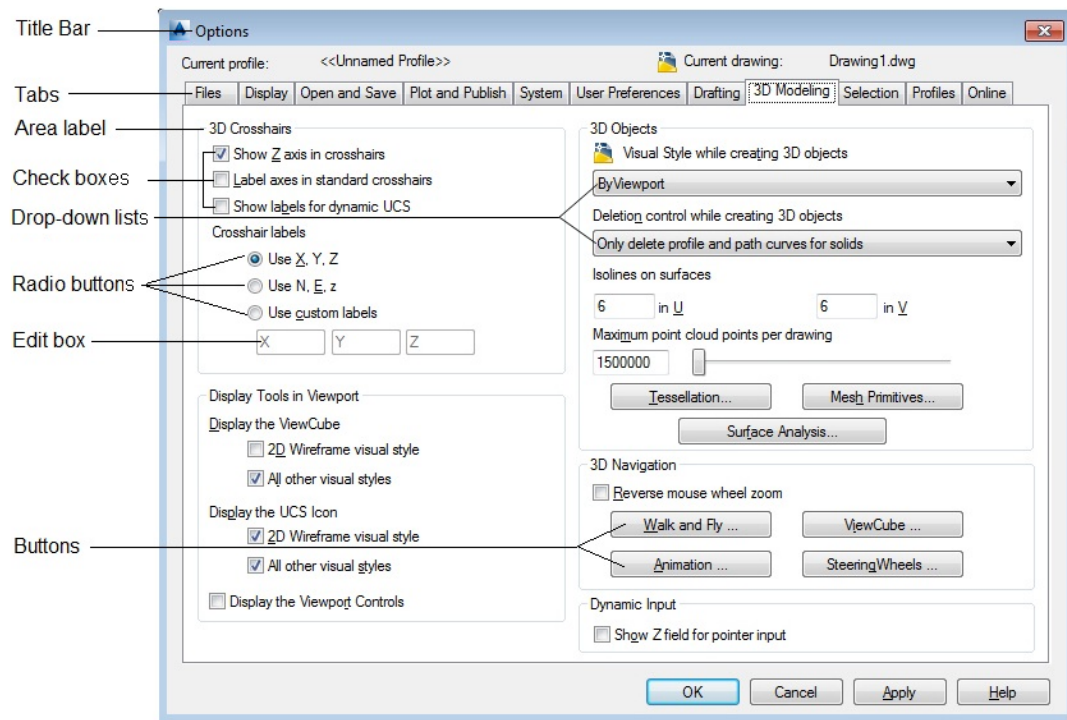 Title Bar
Options
Current profile: <<Unnamed Profile>> Current drawing: Drawing1.dwg
Tabs
Files Display Open and Save Plot and Publish System User Preferences Drafting 3D Modeling Selection Profiles Online
Area label
3D Crosshairs
Show Z axis in crosshairs
Check boxes
Label axes in standard crosshairs
Drop-down lists
Show labels for dynamic UCS
Crosshair labels
Radio buttons
Use X, Y, Z
Use N, E, z
Use custom labels
Edit box
X Y Z
Display Tools in Viewport
Display the ViewCube
2D Wireframe visual style
All other visual styles
Display the UCS Icon
2D Wireframe visual style
Buttons
All other visual styles
Display the Viewport Controls
3D Objects
Visual Style while creating 3D objects
ByViewport
Deletion control while creating 3D objects
Only delete profile and path curves for solids
Isolines on surfaces
6 in U 6 in V
Maximum point cloud points per drawing
1500000
Tessellation... Mesh Primitives...
Surface Analysis...
3D Navigation
Reverse mouse wheel zoom
Walk and Fly ... ViewCube ...
Animation ... SteeringWheels ...
Dynamic Input
Show Z field for pointer input
OK Cancel Apply Help